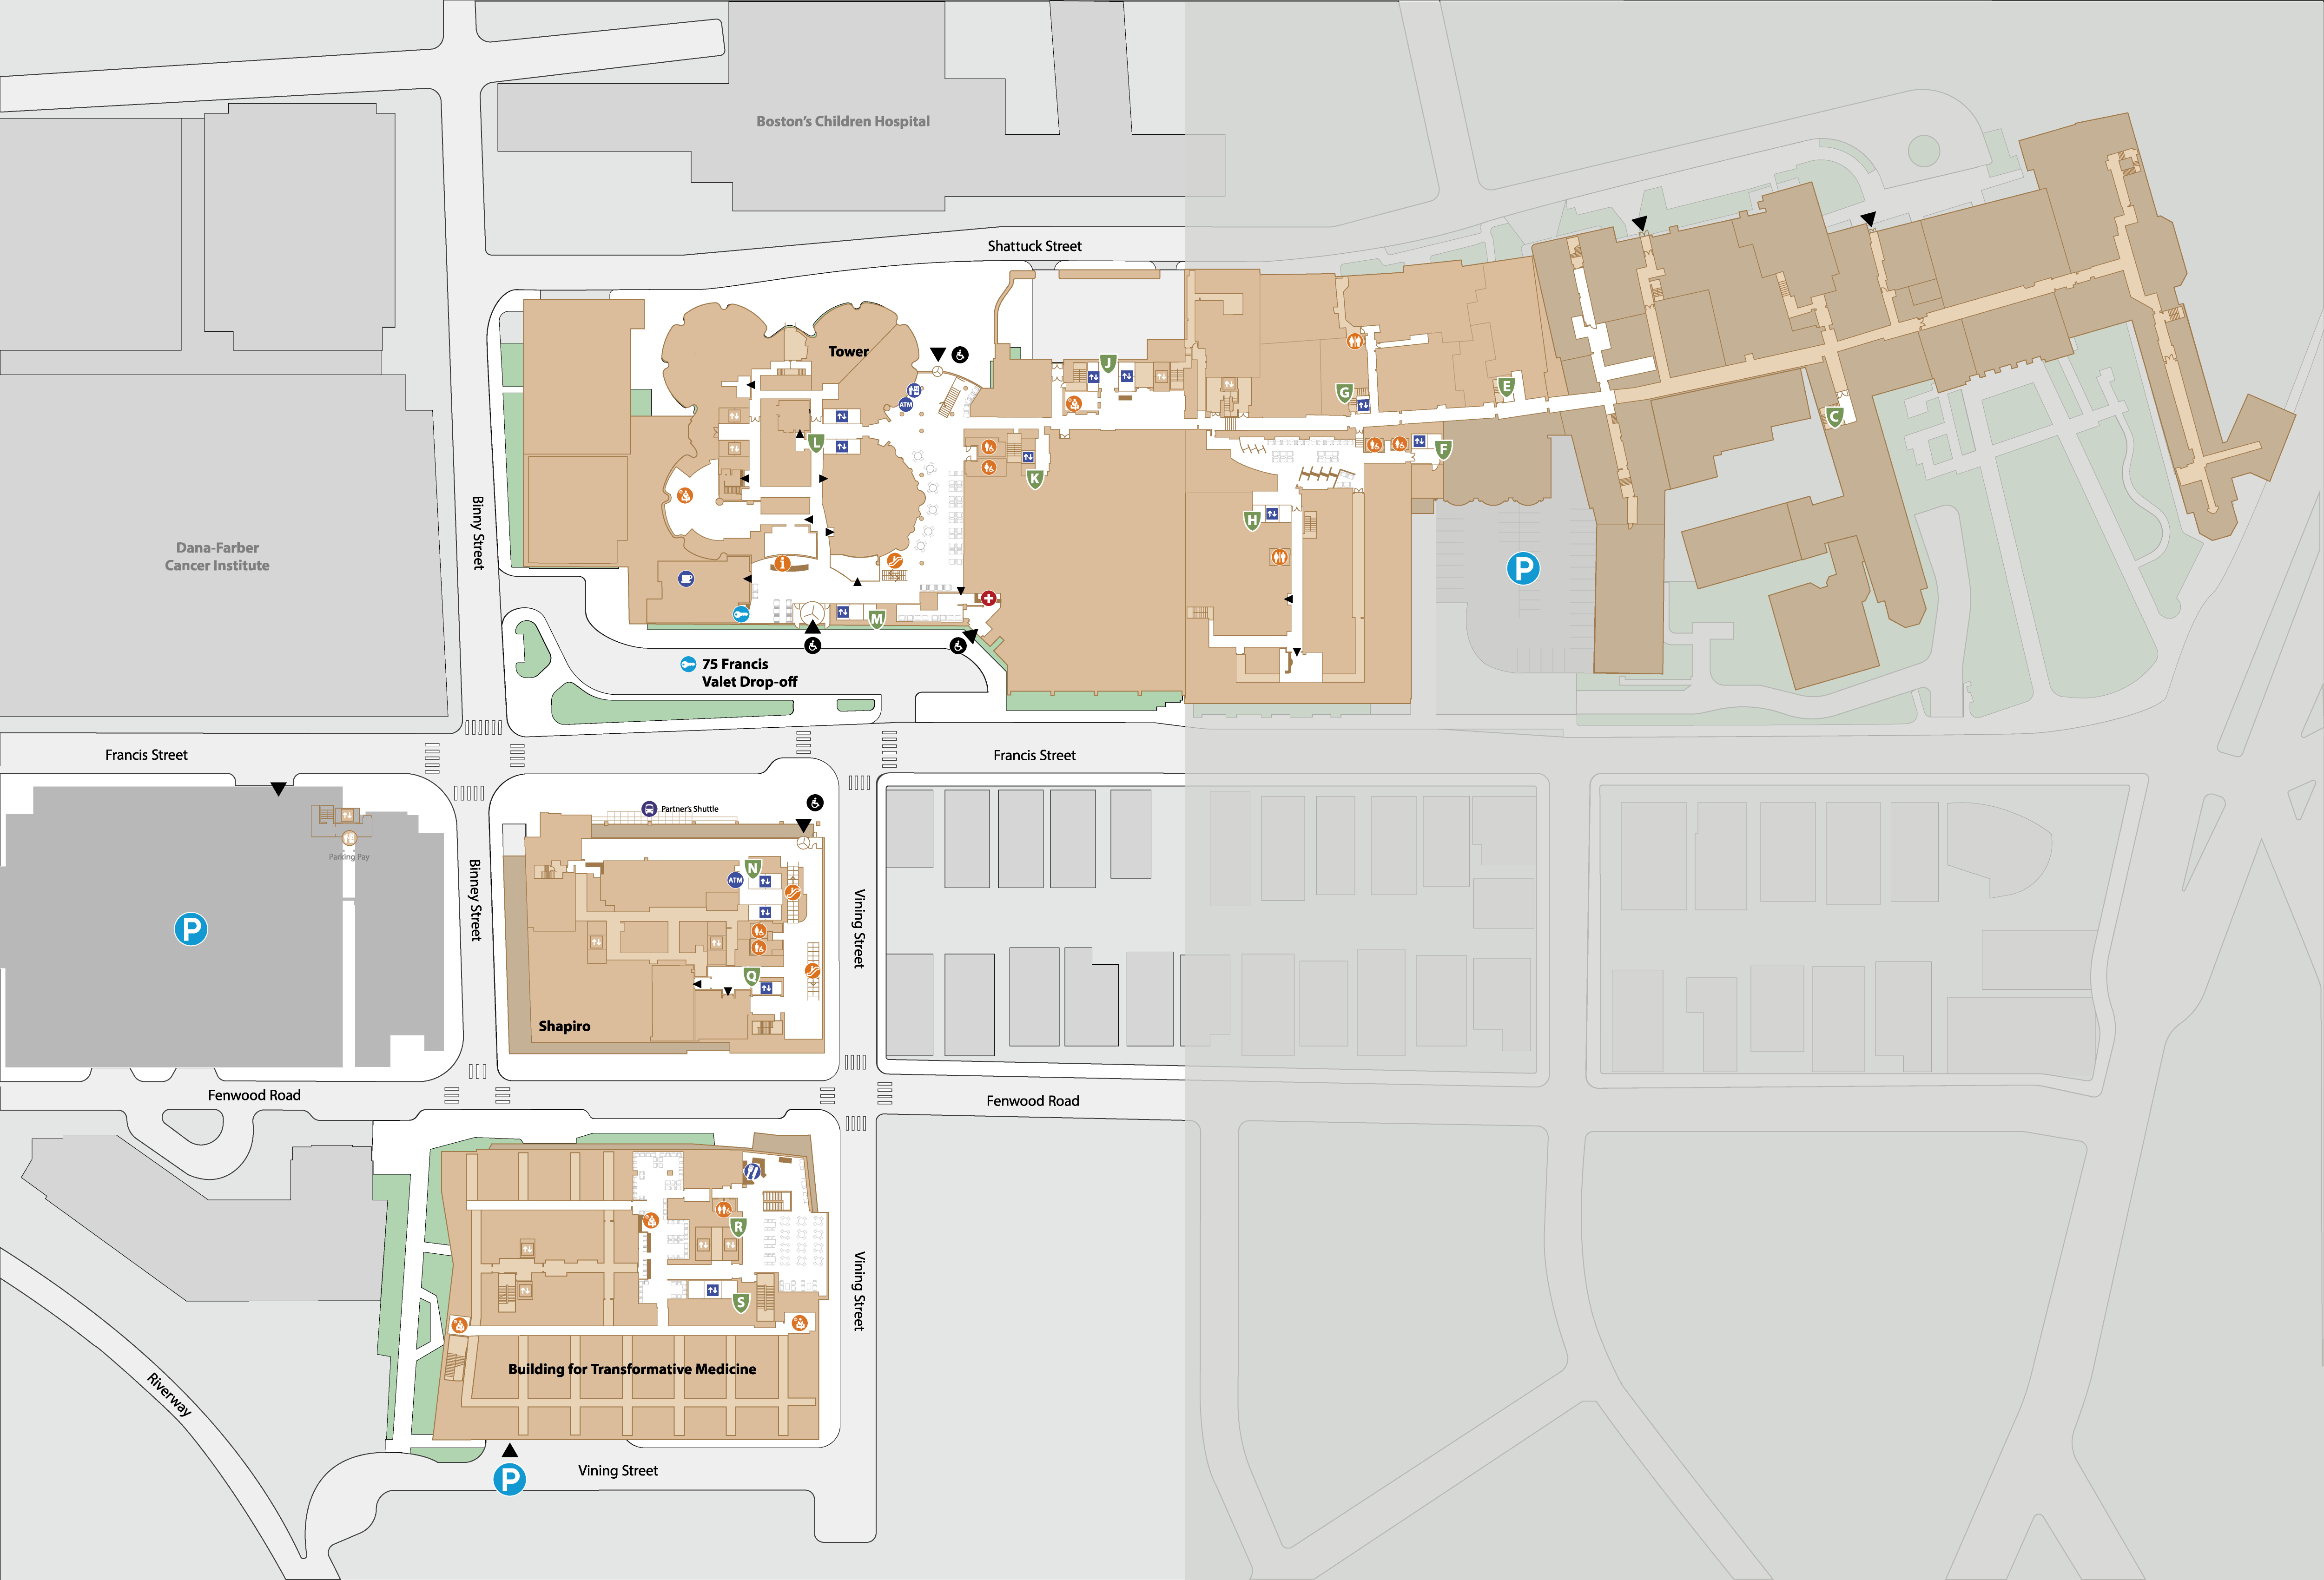 Boston's Children Hospital
Shattuck Street
Tower
J
G
E
C
ATM
L
K
F
H
Binny Street
Dana-Farber
Cancer Institute
P
i
M
75 Francis
Valet Drop-off
Francis Street
Francis Street
Partner's Shuttle
Parking Pay
N
ATM
P
Binney Street
Vining Street
Q
Shapiro
Fenwood Road
Fenwood Road
R
S
Vining Street
Building for Transformative Medicine
Riverway
Vining Street
P